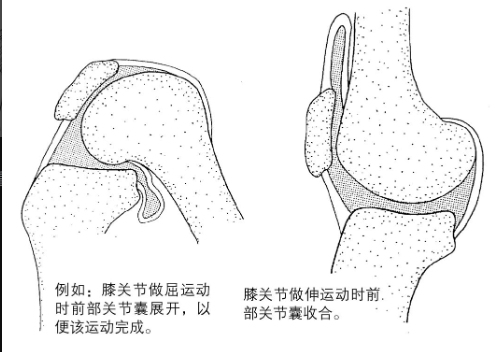 例如：膝关节做屈运动
时前部关节囊展开，以
便该运动完成。
膝关节做伸运动时前
部关节囊收合。